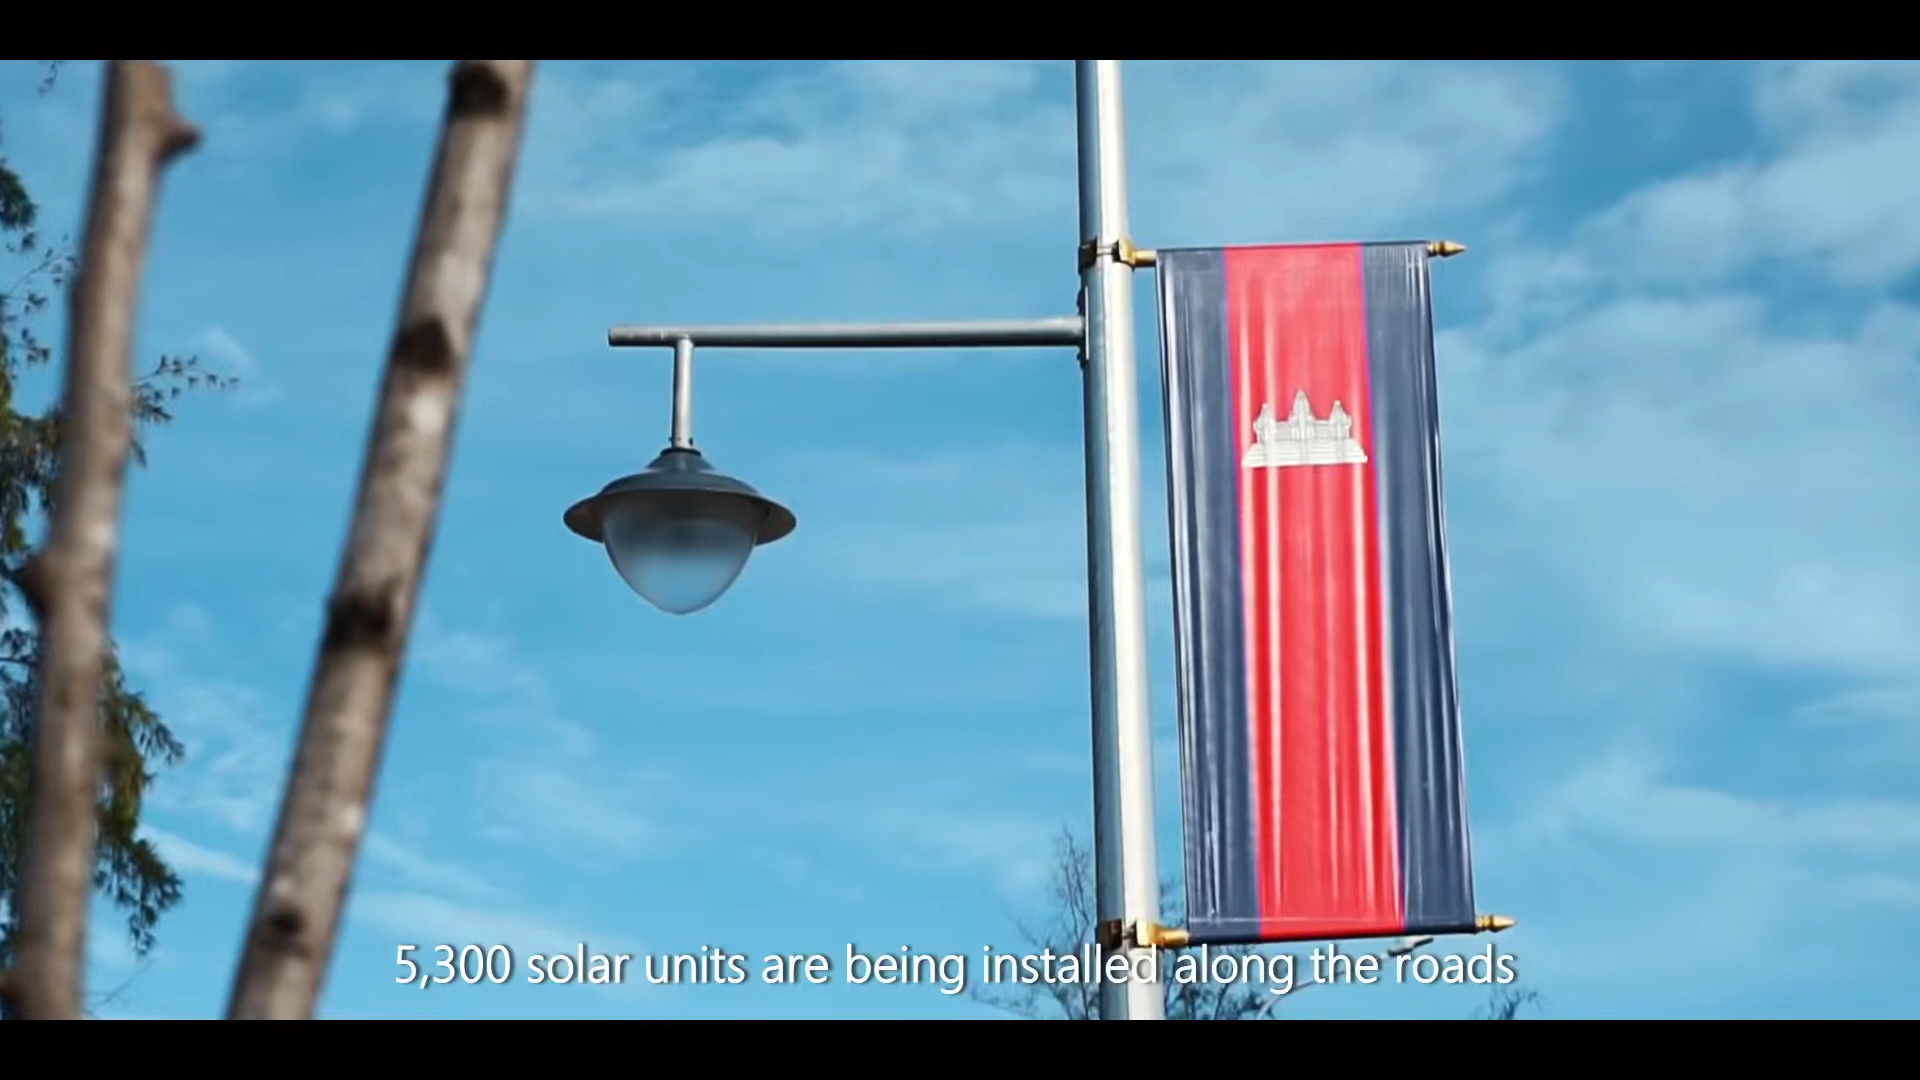 5,300 solar units are being installed along the roads